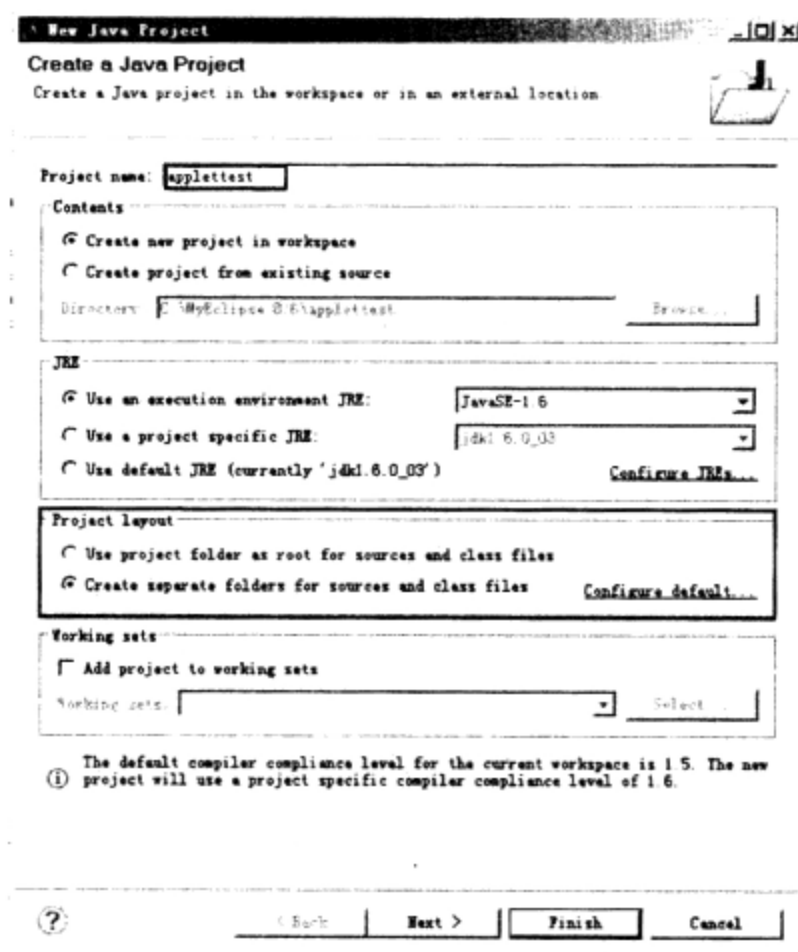 New Java Project
Create a Java Project
Create a Java project in the workspace or in an external location
Project name: applettest
Contents
Create new project in workspace
Create project from existing source
Directory: C:\MyEclipse 8.6\applettest Browse...
JRE
Use an execution environment JRE: JavaSE-1.6
Use a project specific JRE: jdk1.6.0_03
Use default JRE (currently 'jdk1.6.0_03') Configure JREs...
Project layout
Use project folder as root for sources and class files
Create separate folders for sources and class files Configure default...
Working sets
Add project to working sets
Working sets: Select...
The default compiler compliance level for the current workspace is 1.5. The new
project will use a project specific compiler compliance level of 1.6.
? < Back Next > Finish Cancel